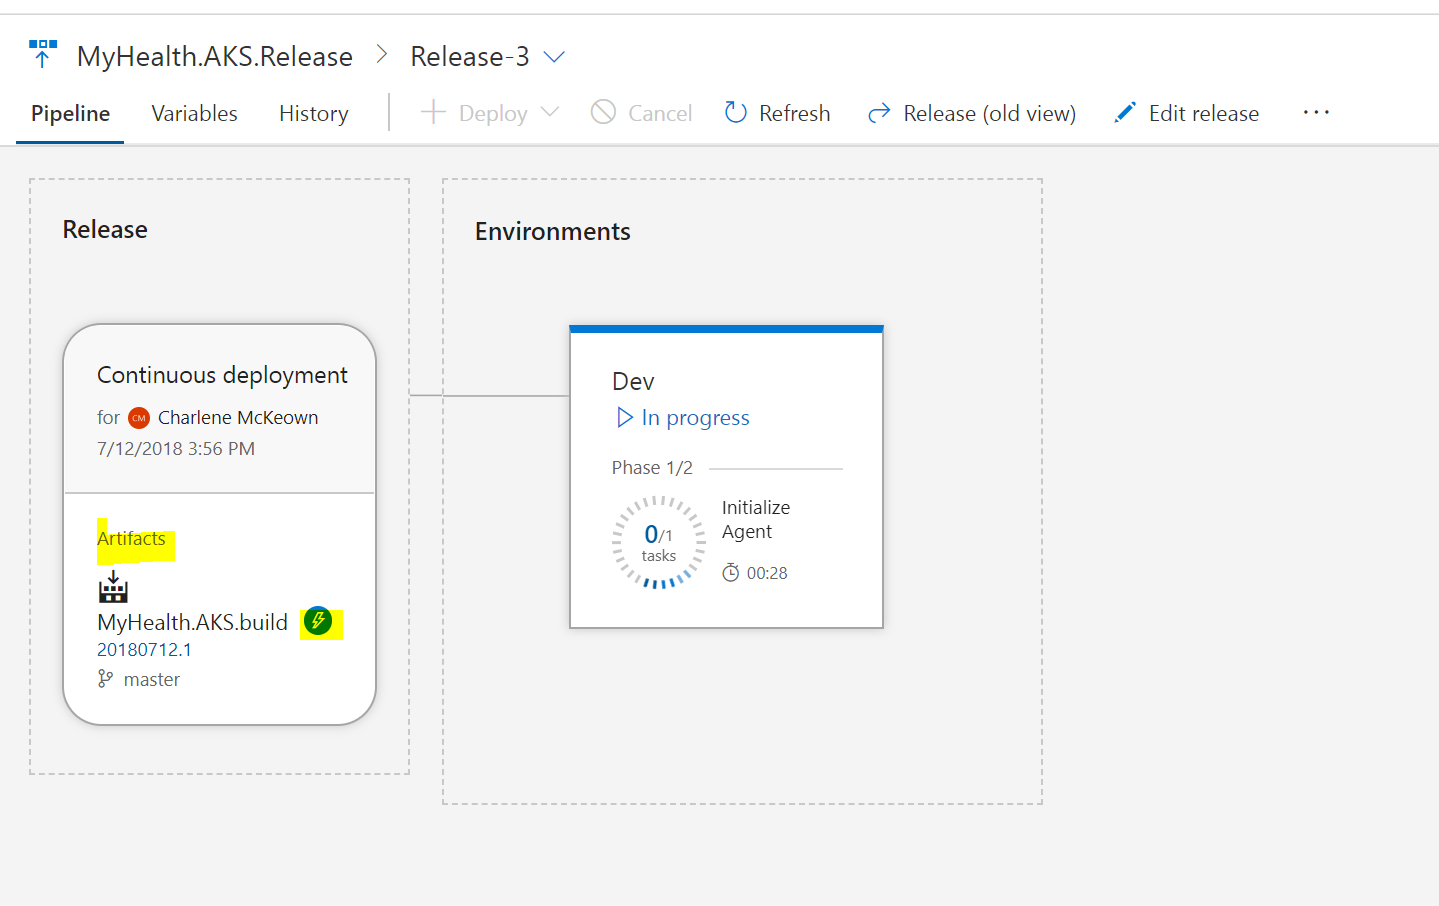 MyHealth.AKS.Release > Release-3
Pipeline Variables History Deploy Cancel Refresh Release (old view) Edit release ...
Release
Environments
Continuous deployment
for CM Charlene McKeown
7/12/2018 3:56 PM
Artifacts
MyHealth.AKS.build
20180712.1
master
Dev
In progress
Phase 1/2
0/1
tasks
Initialize
Agent
00:28